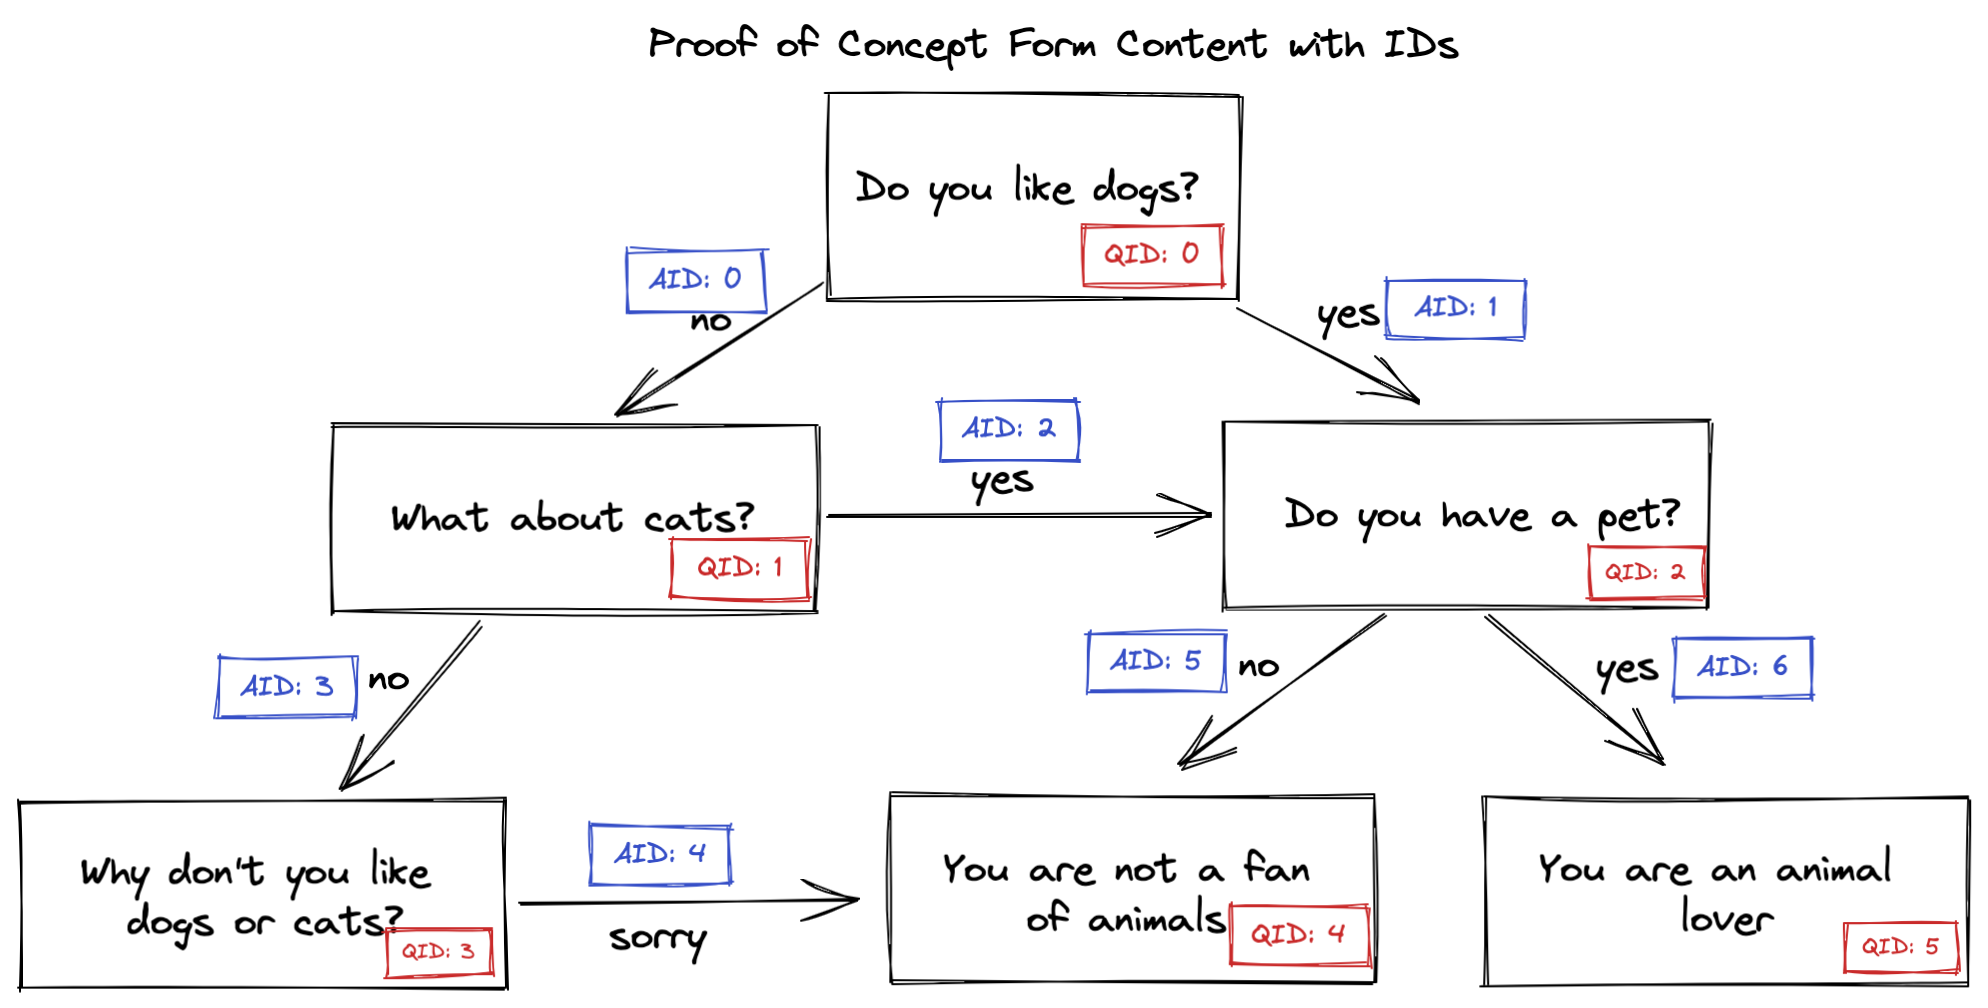 Proof of Concept Form Content with IDs
Do you like dogs?
QID: 0
AID: 0
no
yes
AID: 1
AID: 2
yes
What about cats?
QID: 1
Do you have a pet?
QID: 2
AID: 3
no
AID: 5
no
yes
AID: 6
Why don't you like
dogs or cats?
QID: 3
AID: 4
sorry
You are not a fan
of animals
QID: 4
You are an animal
lover
QID: 5